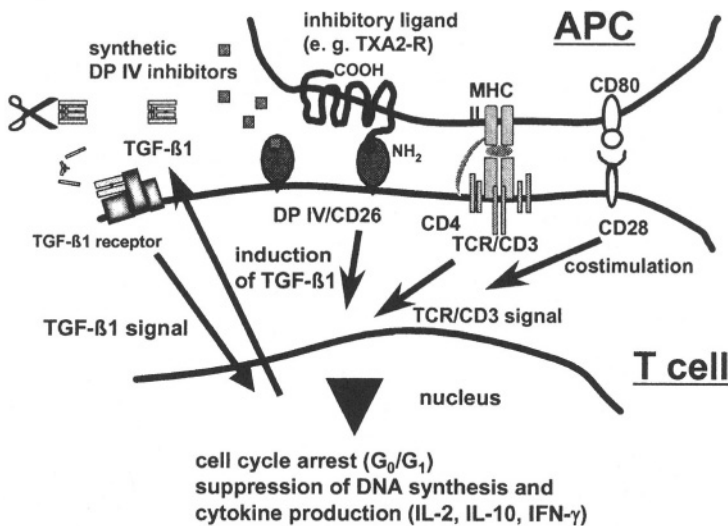 inhibitory ligand
(e. g. TXA2-R)
APC
synthetic
DP IV inhibitors
COOH
MHC
CD80
TGF-ß1
NH₂
DP IV/CD26
CD4
TCR/CD3
CD28
TGF-ß1 receptor
induction
of TGF-ß1
costimulation
TGF-ß1 signal
TCR/CD3 signal
T cell
nucleus
cell cycle arrest (G₀/G₁)
suppression of DNA synthesis and
cytokine production (IL-2, IL-10, IFN-γ)